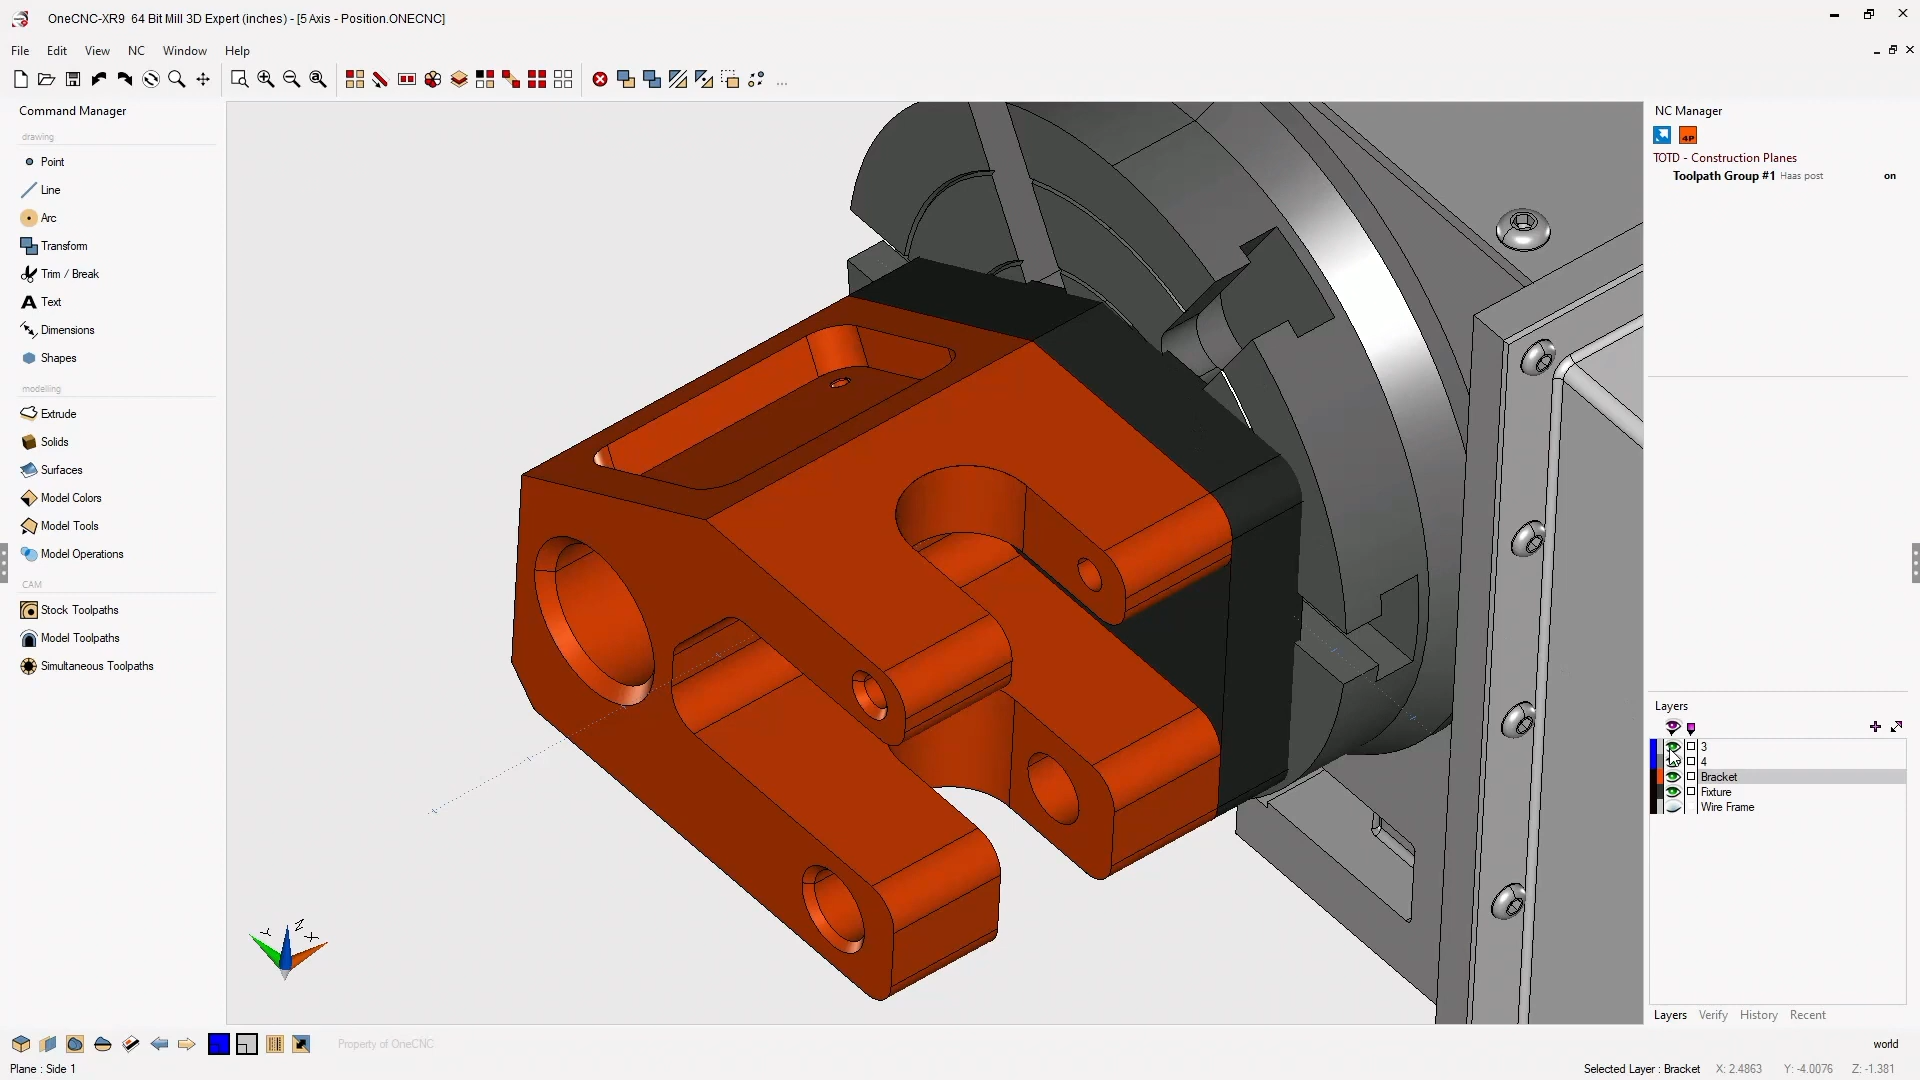 OneCNC-XR9 64 Bit Mill 3D Expert (inches) - [5 Axis - Position.ONECNC]
File Edit View NC Window Help
Command Manager
drawing
Point
Line
Arc
Transform
Trim / Break
Text
Dimensions
Shapes
modelling
Extrude
Solids
Surfaces
Model Colors
Model Tools
Model Operations
CAM
Stock Toolpaths
Model Toolpaths
Simultaneous Toolpaths
Y Z X
NC Manager
4P
TOTD - Construction Planes
Toolpath Group #1 Haas post on
Layers
3
4
Bracket
Fixture
Wire Frame
Layers Verify History Recent
Property of OneCNC
world
Plane : Side 1
Selected Layer : Bracket X: 2.4863 Y: -4.0076 Z: -1.381